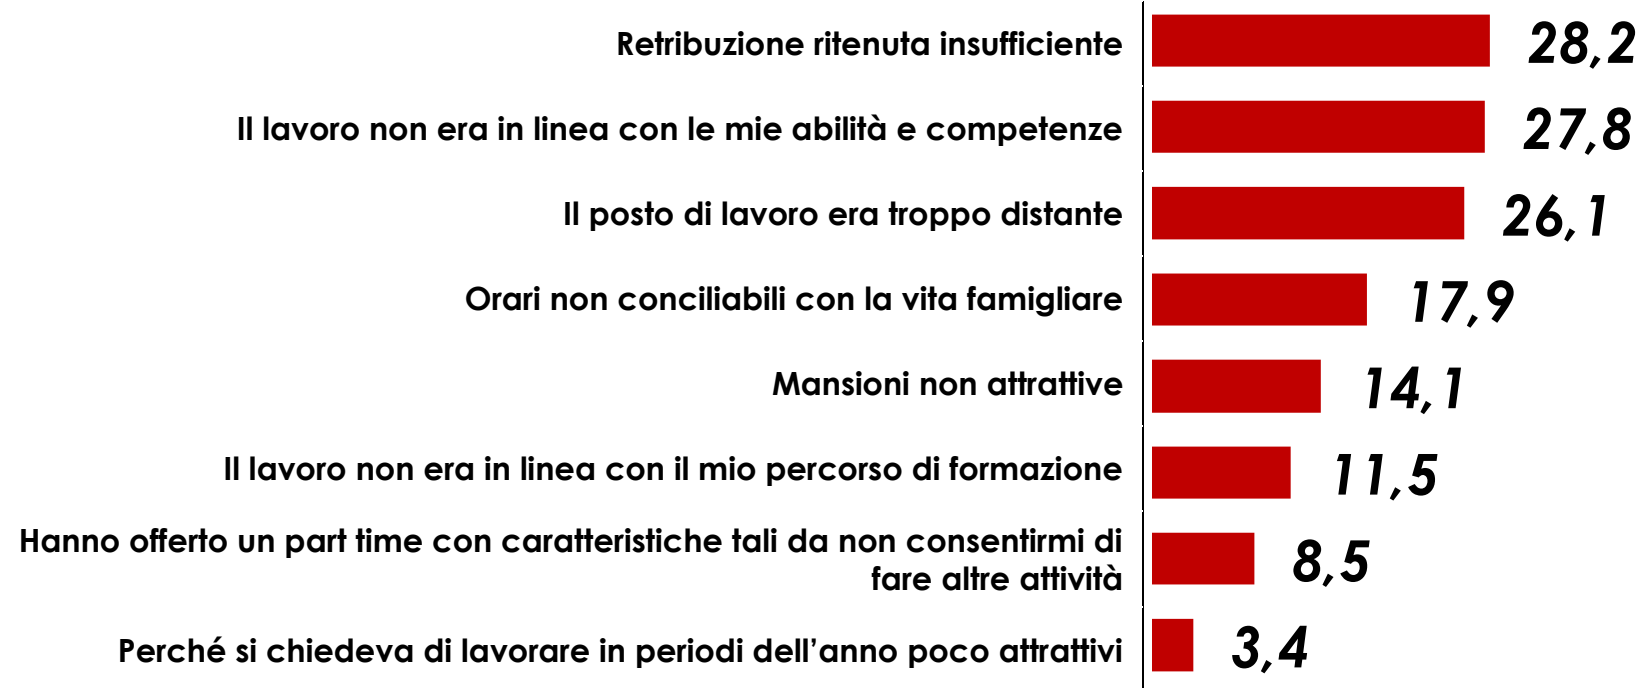 Retribuzione ritenuta insufficiente 28,2
Il lavoro non era in linea con le mie abilità e competenze 27,8
Il posto di lavoro era troppo distante 26,1
Orari non conciliabili con la vita famigliare 17,9
Mansioni non attrattive 14,1
Il lavoro non era in linea con il mio percorso di formazione 11,5
Hanno offerto un part time con caratteristiche tali da non consentirmi di
fare altre attività 8,5
Perché si chiedeva di lavorare in periodi dell’anno poco attrattivi 3,4